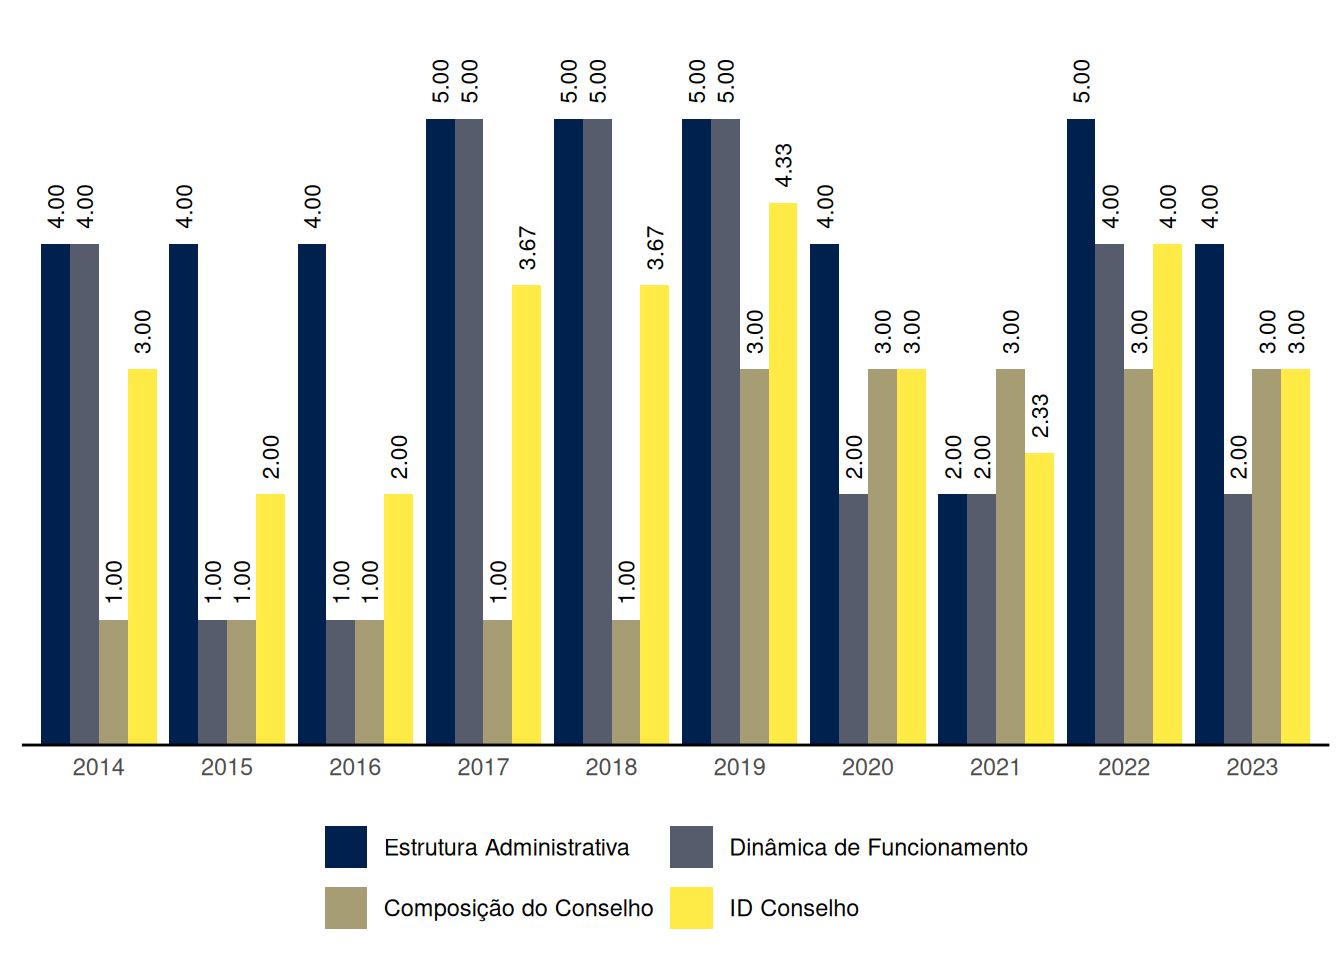 5.00 5.00 5.00 5.00 5.00 5.00 5.00
4.33
4.00 4.00 4.00 4.00 4.00 4.00 4.00 4.00
3.67 3.67
3.00 3.00 3.00 3.00 3.00 3.00 3.00 3.00
2.33
2.00 2.00 2.00 2.00 2.00 2.00
1.00 1.00 1.00 1.00 1.00 1.00 1.00
2014 2015 2016 2017 2018 2019 2020 2021 2022 2023
Estrutura Administrativa Dinâmica de Funcionamento
Composição do Conselho ID Conselho